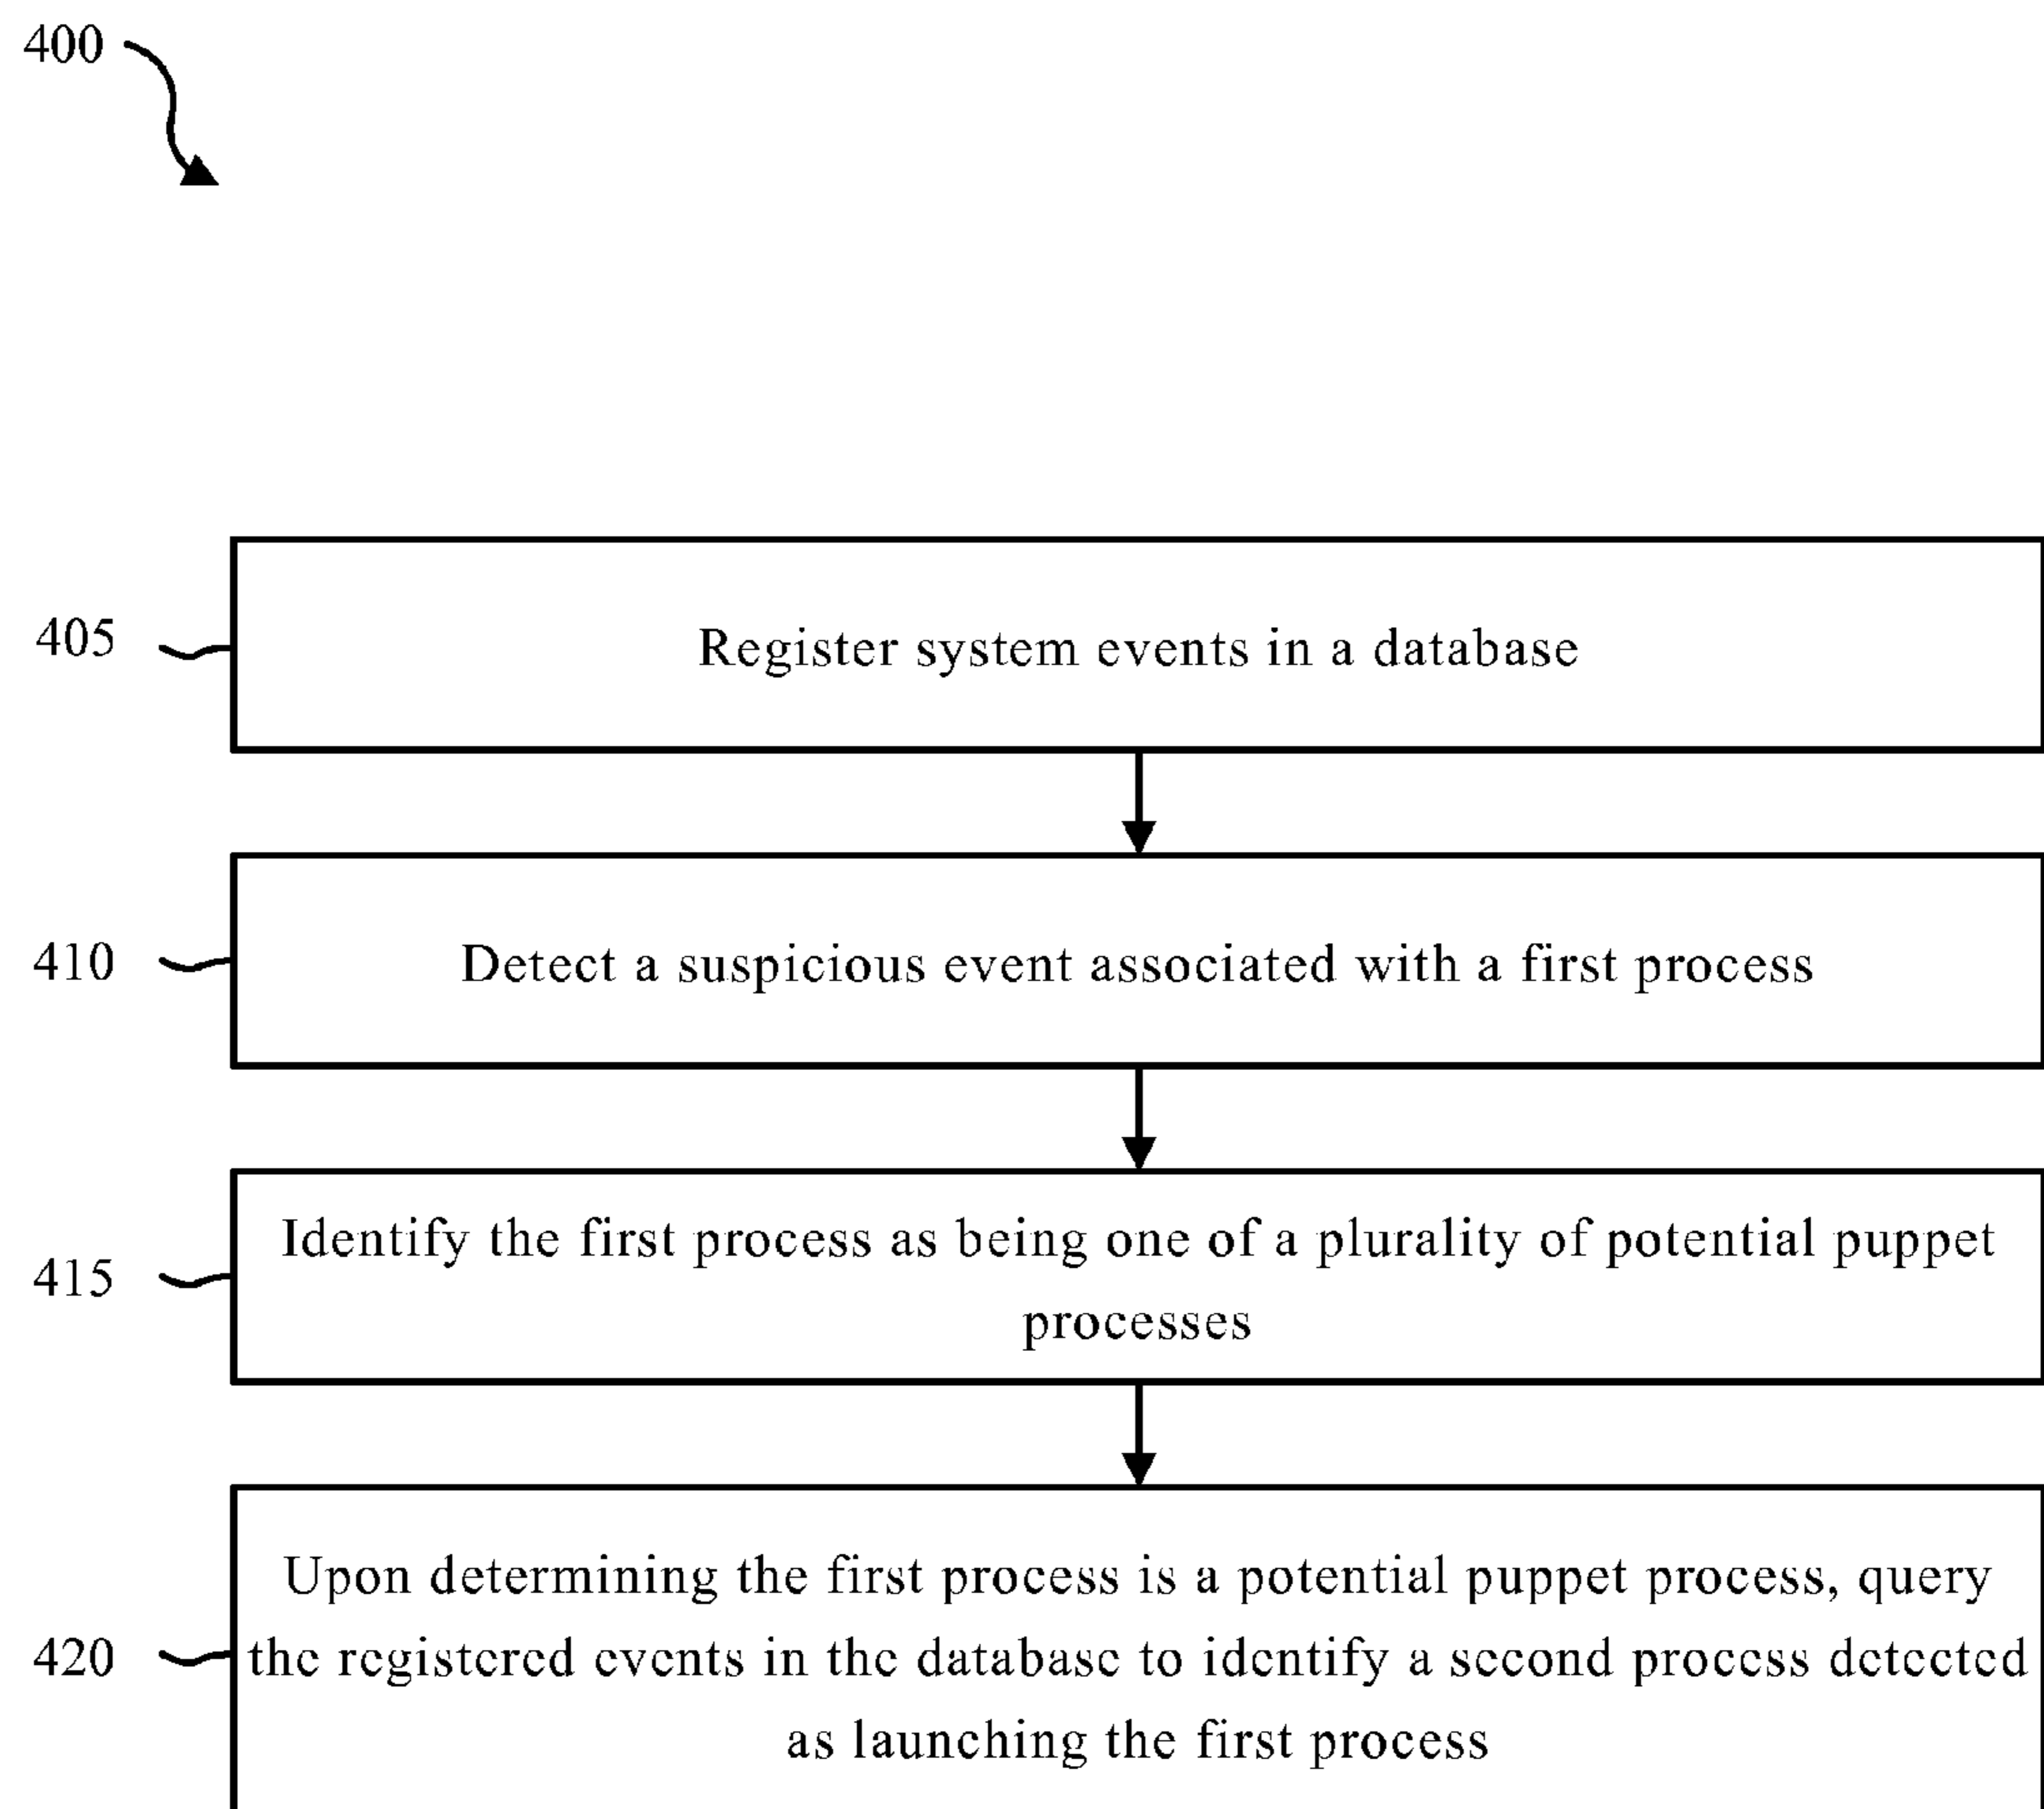 400
405
Register system events in a database
410
Detect a suspicious event associated with a first process
415
Identify the first process as being one of a plurality of potential puppet
processes
420
Upon determining the first process is a potential puppet process, query
the registered events in the database to identify a second process detected
as launching the first process